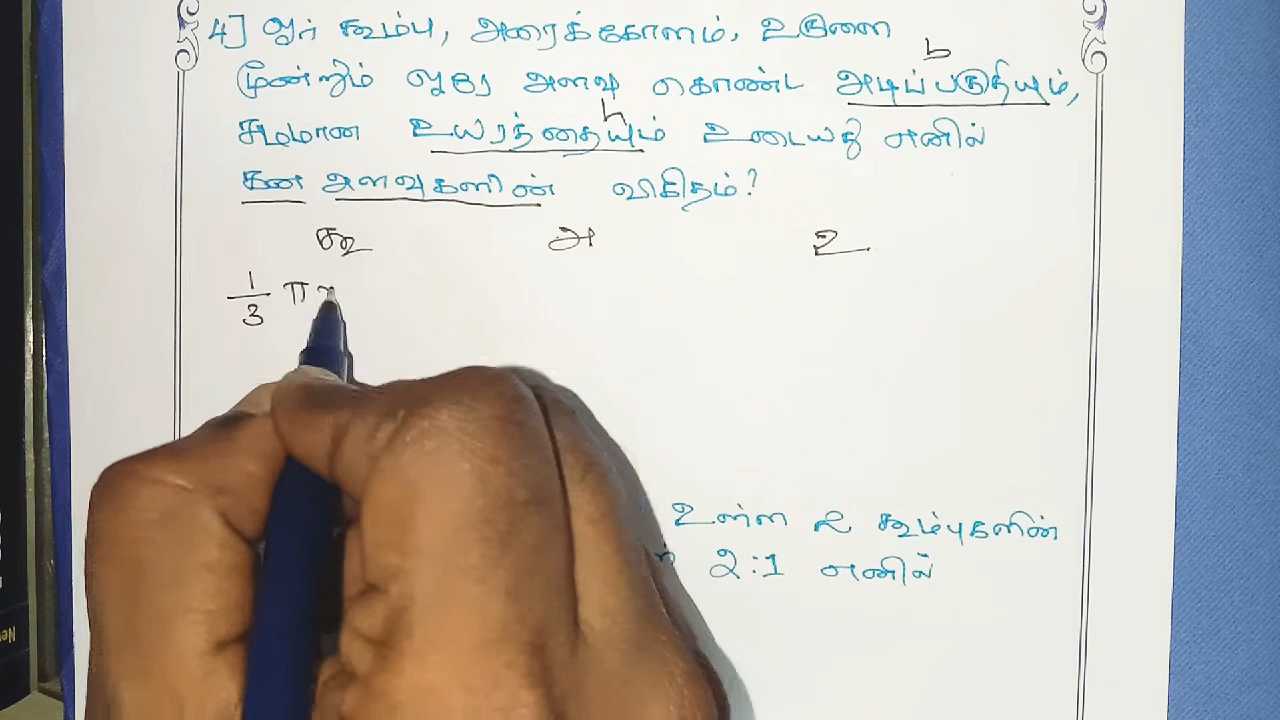 4] ஓர் கூம்பு, அரைக்கோளம், உருளை
b
மூன்றும் ஒரே அளவு கொண்ட அடிப்பகுதியும்,
h
சமமான உயரத்தையும் உடையது எனில்
கன அளவுகளின் விகிதம்?
கூ அ உ
1/3 π r
உள்ள 2 கூம்புகளின்
2:1 எனில்